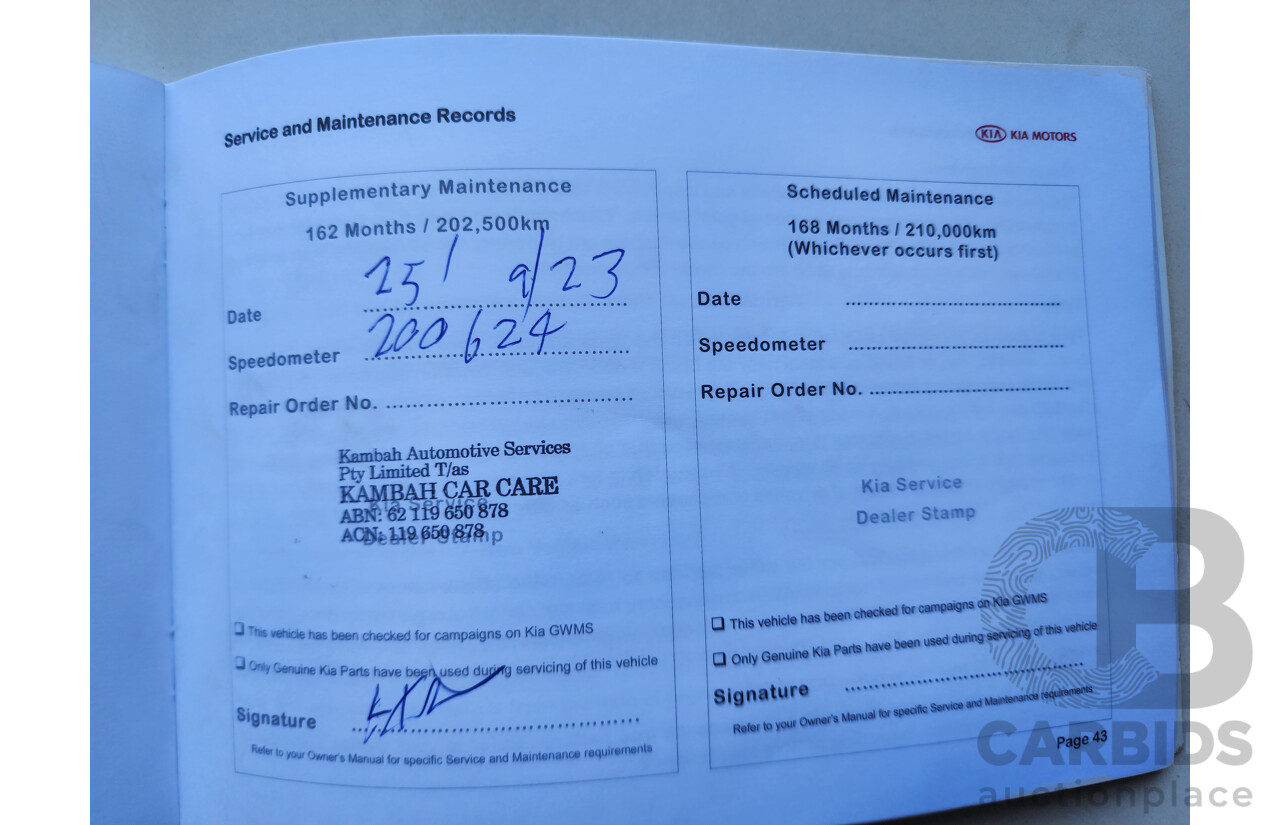 Service and Maintenance Records
KIA KIA MOTORS
Supplementary Maintenance
162 Months / 202,500km
Date 25/ 9/23
Speedometer 200624
Repair Order No. ....................................
Kambah Automotive Services
Pty Limited T/as
KAMBAH CAR CARE
Kia Service
ABN: 62 119 650 878
ACN: 119 650 878
Dealer Stamp
❑ This vehicle has been checked for campaigns on Kia GWMS
❑ Only Genuine Kia Parts have been used during servicing of this vehicle
Signature ....................................
Refer to your Owner's Manual for specific Service and Maintenance requirements
Scheduled Maintenance
168 Months / 210,000km
(Whichever occurs first)
Date ....................................
Speedometer ....................................
Repair Order No. ....................................
Kia Service
Dealer Stamp
❑ This vehicle has been checked for campaigns on Kia GWMS
❑ Only Genuine Kia Parts have been used during servicing of this vehicle
Signature ....................................
Refer to your Owner's Manual for specific Service and Maintenance requirements
Page 43
CB
CARBIDS
auctionplace